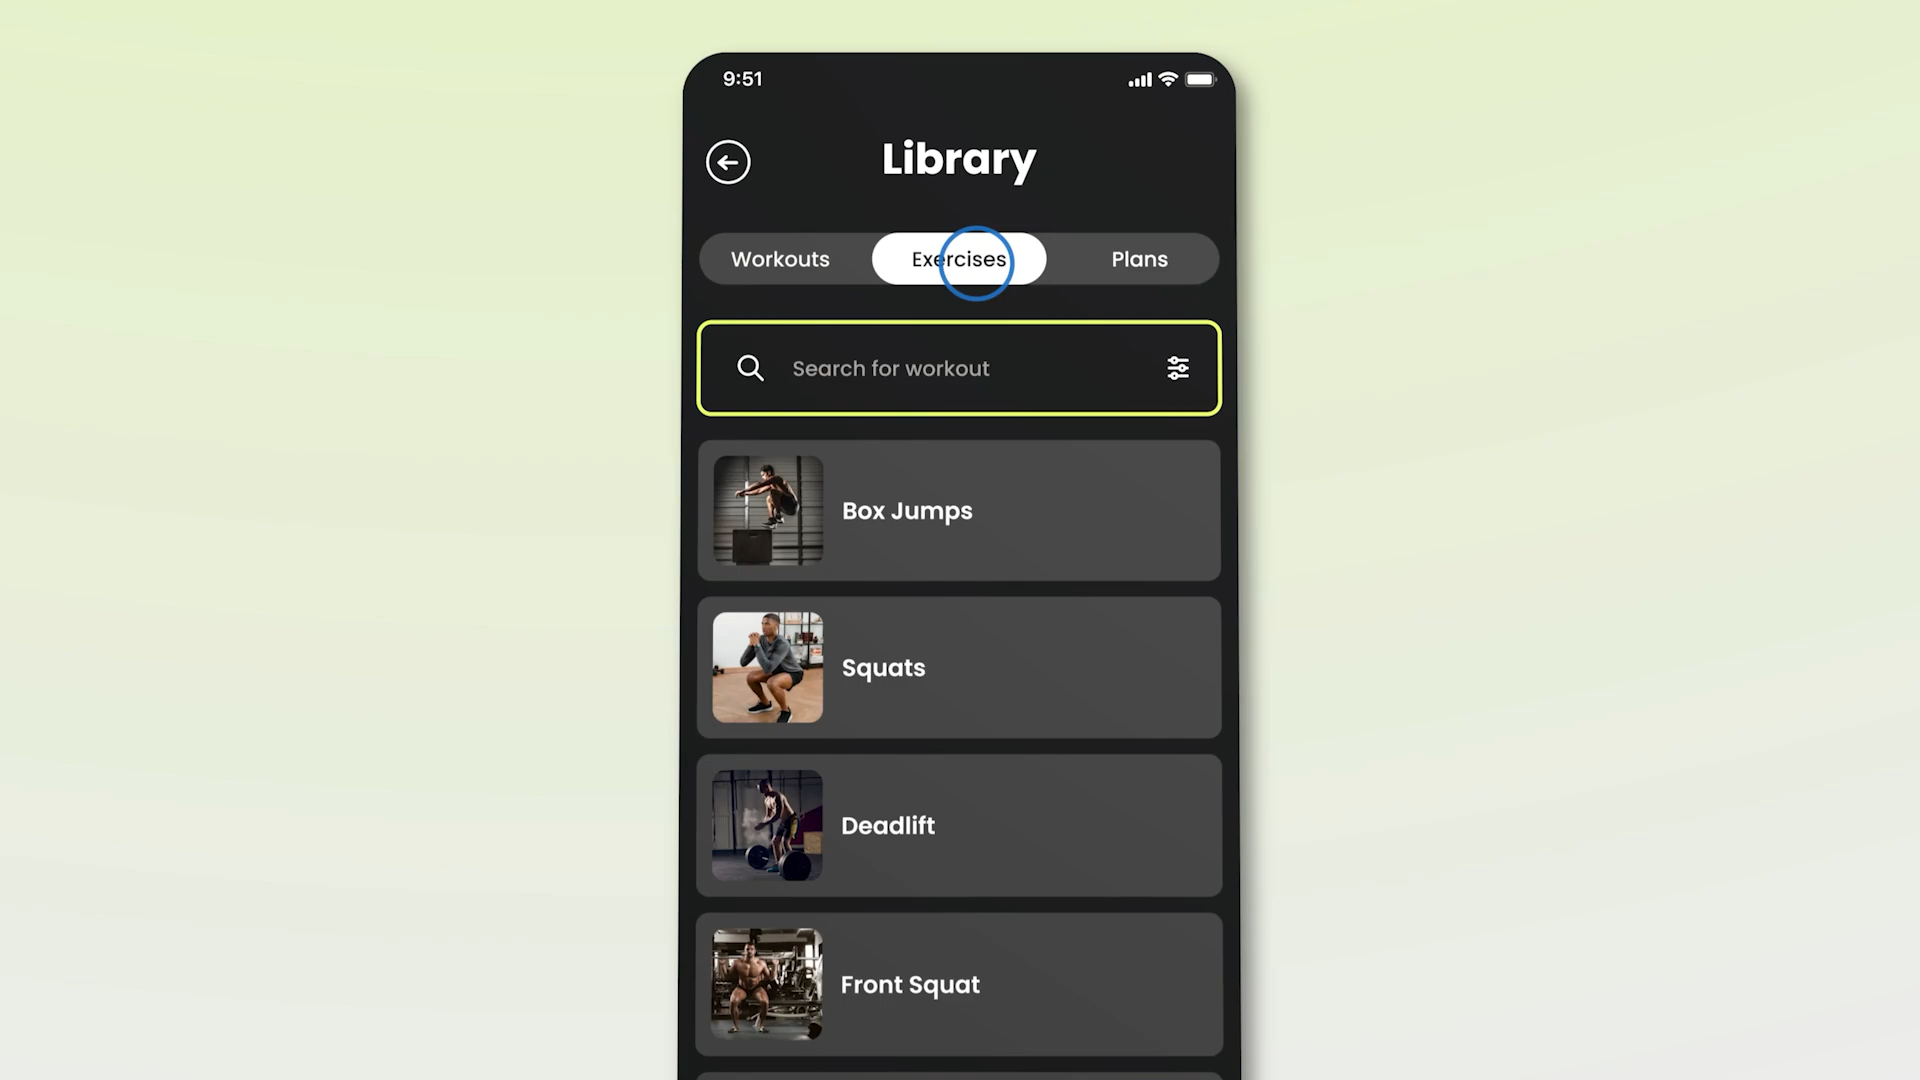 9:51
Library
Workouts
Exercises
Plans
Search for workout
Box Jumps
Squats
Deadlift
Front Squat